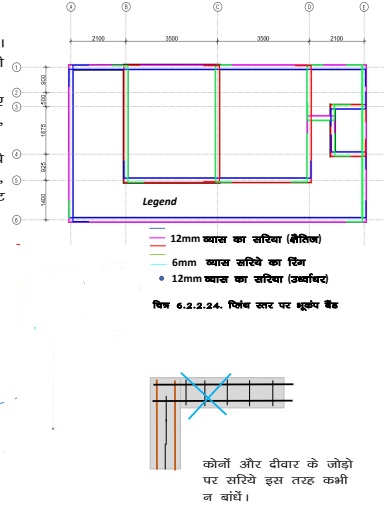 A B C D E
2100 3500 3500 2100
1
900
2
500
3
1675
4
925
5
1400
6
Legend
12mm व्यास का सरिया (क्षैतिज)
6mm व्यास सरिये का रिंग
12mm व्यास का सरिया (उर्ध्वाधर)
चित्र 6.2.2.24. प्लिंथ स्तर पर भूकंप बैंड
कोनों और दीवार के जोड़ो
पर सरिये इस तरह कभी
न बांधें।